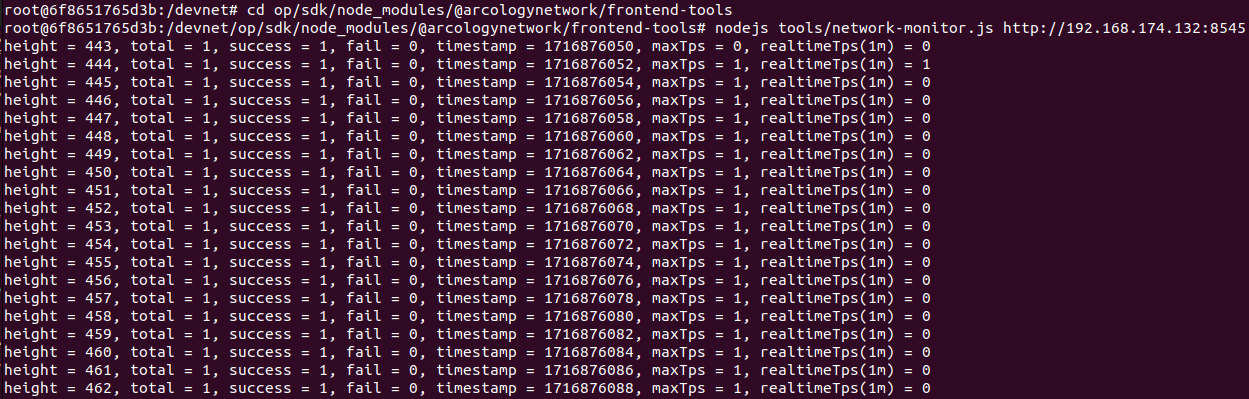 root@6f8651765d3b:/devnet# cd op/sdk/node_modules/@arcologynetwork/frontend-tools
root@6f8651765d3b:/devnet/op/sdk/node_modules/@arcologynetwork/frontend-tools# nodejs tools/network-monitor.js http://192.168.174.132:8545
height = 443, total = 1, success = 1, fail = 0, timestamp = 1716876050, maxTps = 0, realtimeTps(1m) = 0
height = 444, total = 1, success = 1, fail = 0, timestamp = 1716876052, maxTps = 1, realtimeTps(1m) = 1
height = 445, total = 1, success = 1, fail = 0, timestamp = 1716876054, maxTps = 1, realtimeTps(1m) = 0
height = 446, total = 1, success = 1, fail = 0, timestamp = 1716876056, maxTps = 1, realtimeTps(1m) = 0
height = 447, total = 1, success = 1, fail = 0, timestamp = 1716876058, maxTps = 1, realtimeTps(1m) = 0
height = 448, total = 1, success = 1, fail = 0, timestamp = 1716876060, maxTps = 1, realtimeTps(1m) = 0
height = 449, total = 1, success = 1, fail = 0, timestamp = 1716876062, maxTps = 1, realtimeTps(1m) = 0
height = 450, total = 1, success = 1, fail = 0, timestamp = 1716876064, maxTps = 1, realtimeTps(1m) = 0
height = 451, total = 1, success = 1, fail = 0, timestamp = 1716876066, maxTps = 1, realtimeTps(1m) = 0
height = 452, total = 1, success = 1, fail = 0, timestamp = 1716876068, maxTps = 1, realtimeTps(1m) = 0
height = 453, total = 1, success = 1, fail = 0, timestamp = 1716876070, maxTps = 1, realtimeTps(1m) = 0
height = 454, total = 1, success = 1, fail = 0, timestamp = 1716876072, maxTps = 1, realtimeTps(1m) = 0
height = 455, total = 1, success = 1, fail = 0, timestamp = 1716876074, maxTps = 1, realtimeTps(1m) = 0
height = 456, total = 1, success = 1, fail = 0, timestamp = 1716876076, maxTps = 1, realtimeTps(1m) = 0
height = 457, total = 1, success = 1, fail = 0, timestamp = 1716876078, maxTps = 1, realtimeTps(1m) = 0
height = 458, total = 1, success = 1, fail = 0, timestamp = 1716876080, maxTps = 1, realtimeTps(1m) = 0
height = 459, total = 1, success = 1, fail = 0, timestamp = 1716876082, maxTps = 1, realtimeTps(1m) = 0
height = 460, total = 1, success = 1, fail = 0, timestamp = 1716876084, maxTps = 1, realtimeTps(1m) = 0
height = 461, total = 1, success = 1, fail = 0, timestamp = 1716876086, maxTps = 1, realtimeTps(1m) = 0
height = 462, total = 1, success = 1, fail = 0, timestamp = 1716876088, maxTps = 1, realtimeTps(1m) = 0